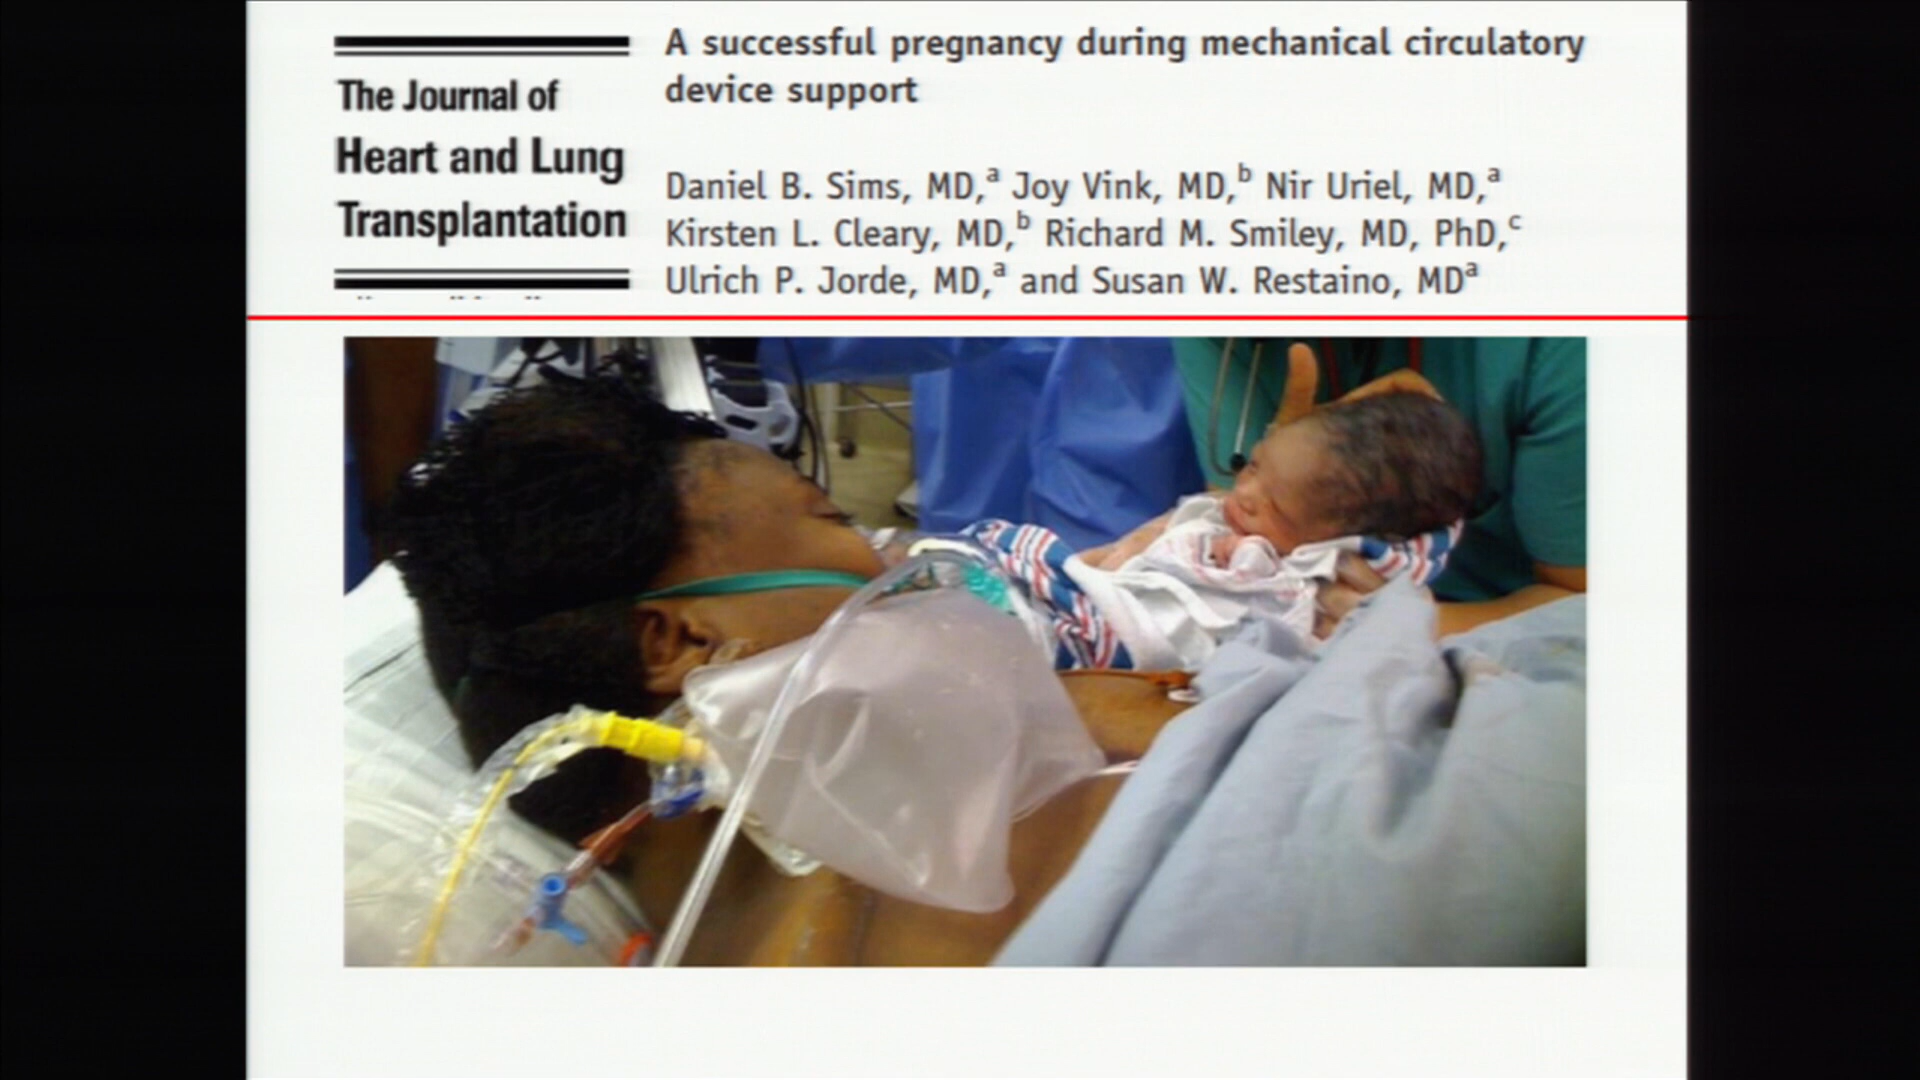 The Journal of
Heart and Lung
Transplantation
A successful pregnancy during mechanical circulatory
device support
Daniel B. Sims, MD,a Joy Vink, MD,b Nir Uriel, MD,a
Kirsten L. Cleary, MD,b Richard M. Smiley, MD, PhD,c
Ulrich P. Jorde, MD,a and Susan W. Restaino, MDa